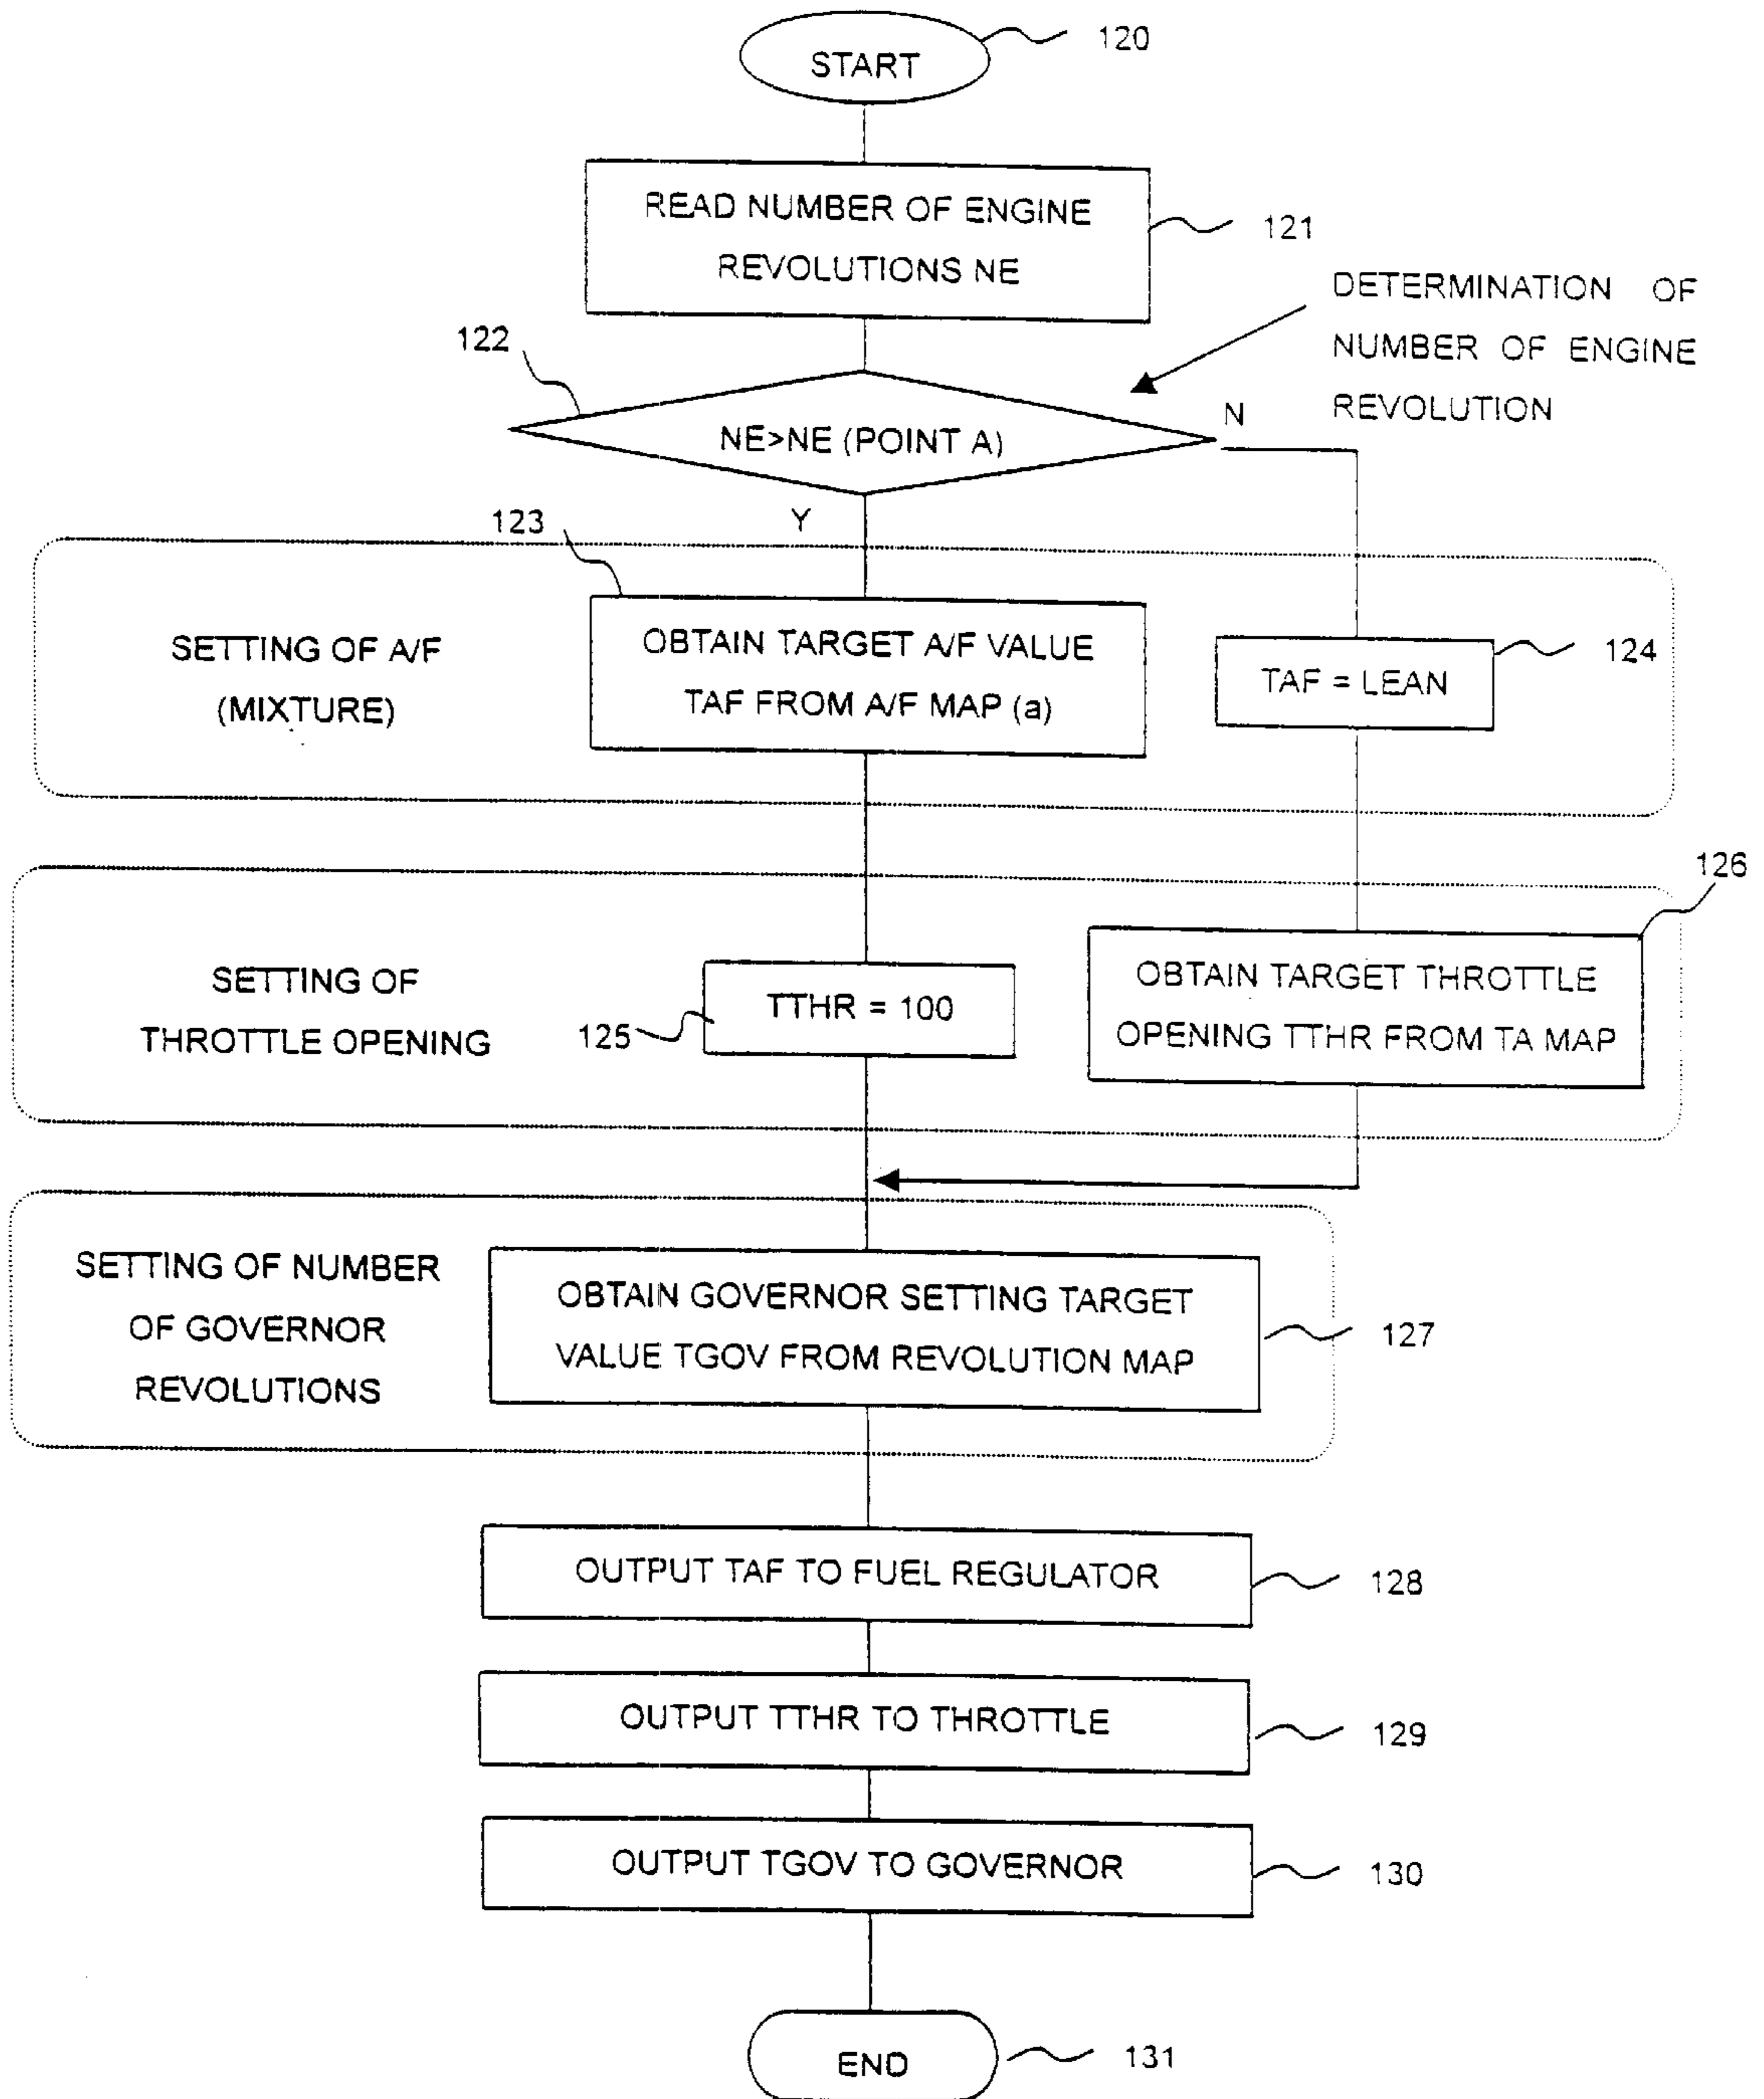 START
120
READ NUMBER OF ENGINE
REVOLUTIONS NE
121
DETERMINATION OF
NUMBER OF ENGINE
REVOLUTION
122
NE>NE (POINT A)
N
Y
123
SETTING OF A/F
(MIXTURE)
OBTAIN TARGET A/F VALUE
TAF FROM A/F MAP (a)
TAF = LEAN
124
SETTING OF
THROTTLE OPENING
125
TTHR = 100
126
OBTAIN TARGET THROTTLE
OPENING TTHR FROM TA MAP
SETTING OF NUMBER
OF GOVERNOR
REVOLUTIONS
OBTAIN GOVERNOR SETTING TARGET
VALUE TGOV FROM REVOLUTION MAP
127
OUTPUT TAF TO FUEL REGULATOR
128
OUTPUT TTHR TO THROTTLE
129
OUTPUT TGOV TO GOVERNOR
130
END
131